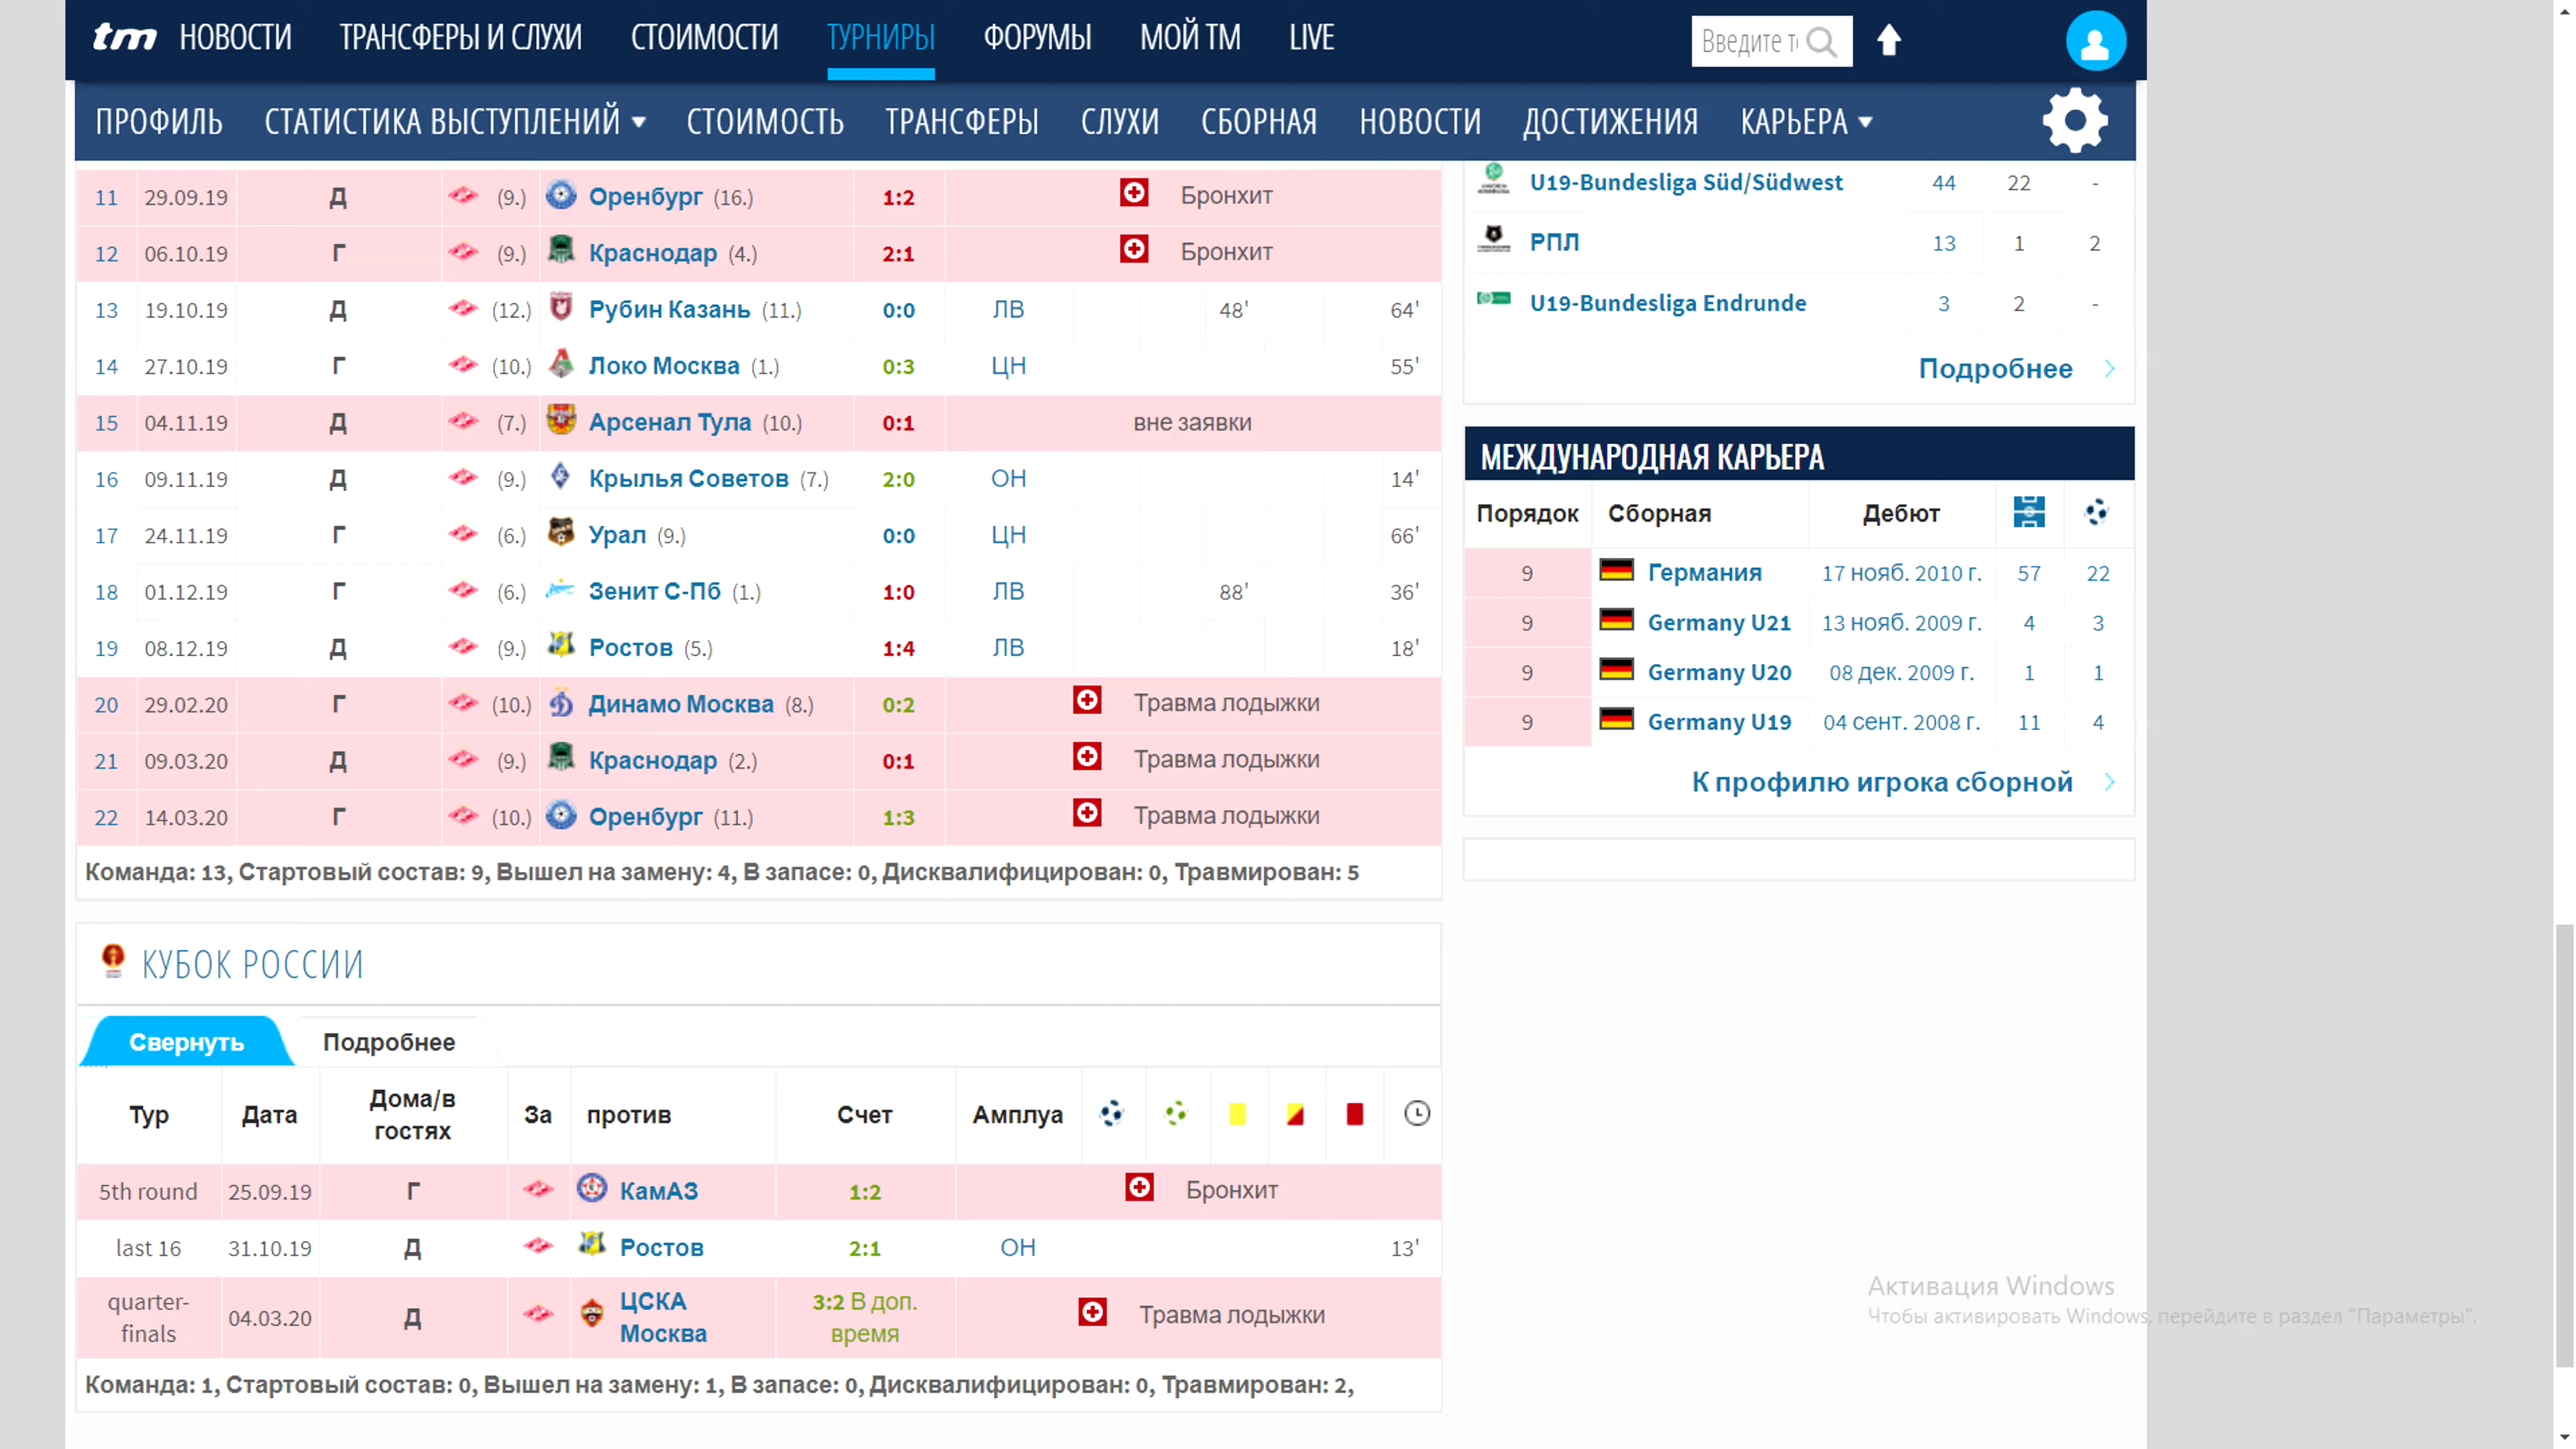 tm НОВОСТИ ТРАНСФЕРЫ И СЛУХИ СТОИМОСТИ ТУРНИРЫ ФОРУМЫ МОЙ ТМ LIVE Введите т
ПРОФИЛЬ СТАТИСТИКА ВЫСТУПЛЕНИЙ СТОИМОСТЬ ТРАНСФЕРЫ СЛУХИ СБОРНАЯ НОВОСТИ ДОСТИЖЕНИЯ КАРЬЕРА
11 29.09.19 Д (9.) Оренбург (16.) 1:2 Бронхит
12 06.10.19 Г (9.) Краснодар (4.) 2:1 Бронхит
13 19.10.19 Д (12.) Рубин Казань (11.) 0:0 ЛВ 48' 64'
14 27.10.19 Г (10.) Локо Москва (1.) 0:3 ЦН 55'
15 04.11.19 Д (7.) Арсенал Тула (10.) 0:1 вне заявки
16 09.11.19 Д (9.) Крылья Советов (7.) 2:0 ОН 14'
17 24.11.19 Г (6.) Урал (9.) 0:0 ЦН 66'
18 01.12.19 Г (6.) Зенит С-Пб (1.) 1:0 ЛВ 88' 36'
19 08.12.19 Д (9.) Ростов (5.) 1:4 ЛВ 18'
20 29.02.20 Г (10.) Динамо Москва (8.) 0:2 Травма лодыжки
21 09.03.20 Д (9.) Краснодар (2.) 0:1 Травма лодыжки
22 14.03.20 Г (10.) Оренбург (11.) 1:3 Травма лодыжки
Команда: 13, Стартовый состав: 9, Вышел на замену: 4, В запасе: 0, Дисквалифицирован: 0, Травмирован: 5
КУБОК РОССИИ
Свернуть Подробнее
Тур Дата Дома/в гостях За против Счет Амплуа
5th round 25.09.19 Г КамАЗ 1:2 Бронхит
last 16 31.10.19 Д Ростов 2:1 ОН 13'
quarter-finals 04.03.20 Д ЦСКА Москва 3:2 В доп. время Травма лодыжки
Команда: 1, Стартовый состав: 0, Вышел на замену: 1, В запасе: 0, Дисквалифицирован: 0, Травмирован: 2,
U19-Bundesliga Süd/Südwest 44 22 -
РПЛ 13 1 2
U19-Bundesliga Endrunde 3 2 -
Подробнее
МЕЖДУНАРОДНАЯ КАРЬЕРА
Порядок Сборная Дебют
9 Германия 17 нояб. 2010 г. 57 22
9 Germany U21 13 нояб. 2009 г. 4 3
9 Germany U20 08 дек. 2009 г. 1 1
9 Germany U19 04 сент. 2008 г. 11 4
К профилю игрока сборной
Активация Windows
Чтобы активировать Windows, перейдите в раздел "Параметры".